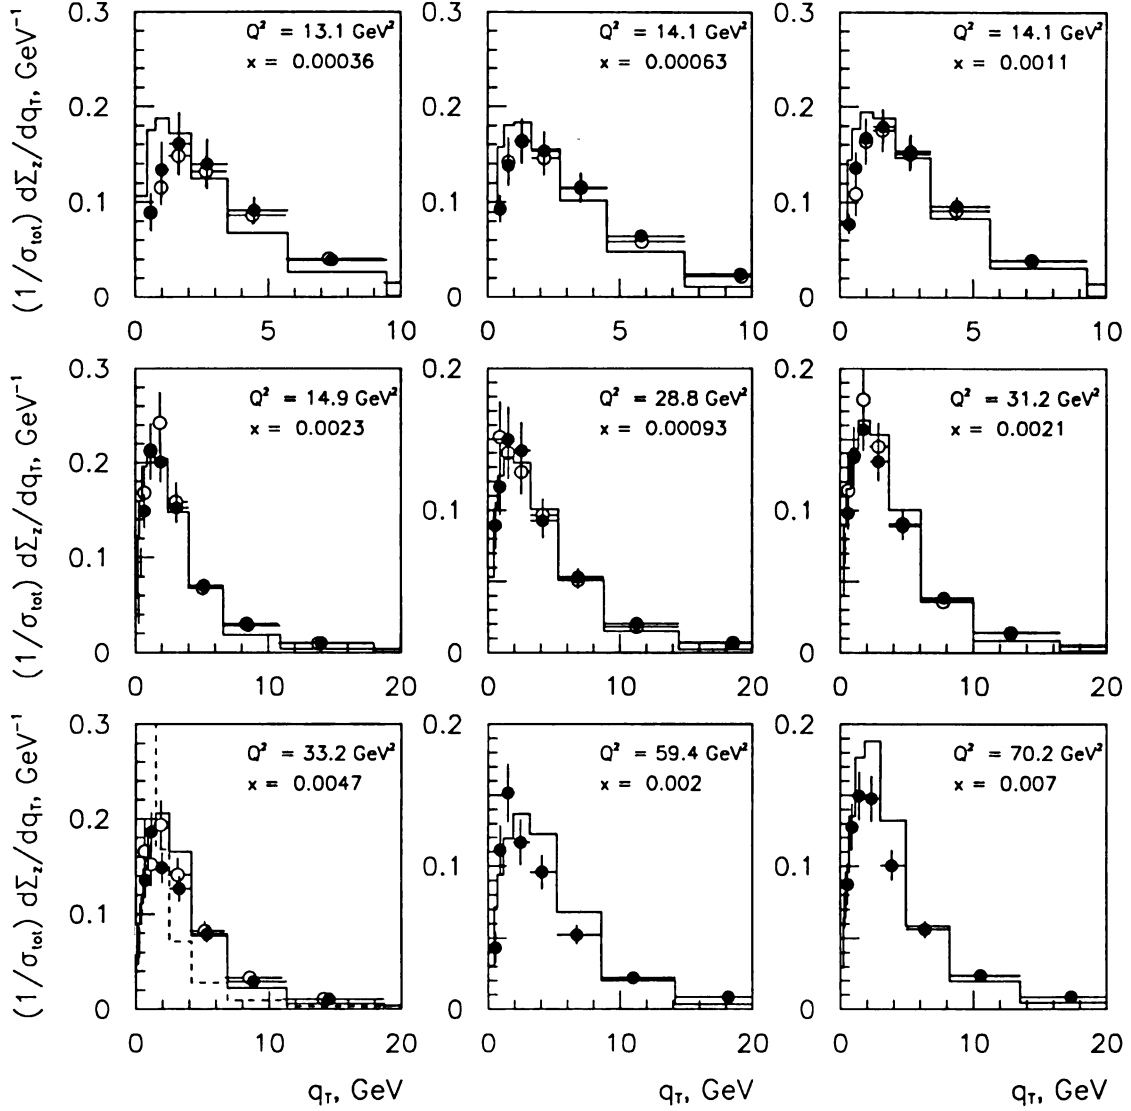 0.3
0.2
0.1
0
0 5 10
Q² = 13.1 GeV²
x = 0.00036
(1/σtot) dΣz/dqT, GeV⁻¹
0.3
0.2
0.1
0
0 5 10
Q² = 14.1 GeV²
x = 0.00063
0.3
0.2
0.1
0
0 5 10
Q² = 14.1 GeV²
x = 0.0011
0.3
0.2
0.1
0
0 10 20
Q² = 14.9 GeV²
x = 0.0023
(1/σtot) dΣz/dqT, GeV⁻¹
0.2
0.1
0
0 10 20
Q² = 28.8 GeV²
x = 0.00093
0.2
0.1
0
0 10 20
Q² = 31.2 GeV²
x = 0.0021
0.3
0.2
0.1
0
0 10 20
Q² = 33.2 GeV²
x = 0.0047
(1/σtot) dΣz/dqT, GeV⁻¹
qT, GeV
0.2
0.1
0
0 10 20
Q² = 59.4 GeV²
x = 0.002
qT, GeV
0.2
0.1
0
0 10 20
Q² = 70.2 GeV²
x = 0.007
qT, GeV